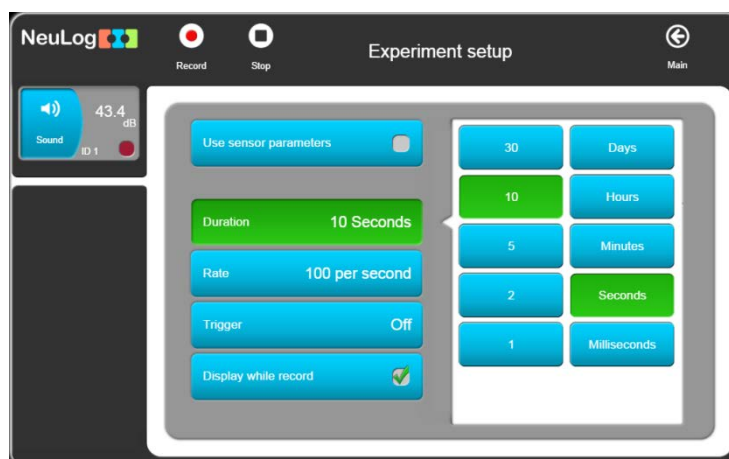 NeuLog
Record
Stop
Experiment setup
Main
43.4
dB
Sound
ID 1
Use sensor parameters
Duration 10 Seconds
Rate 100 per second
Trigger Off
Display while record
30 Days
10 Hours
5 Minutes
2 Seconds
1 Milliseconds